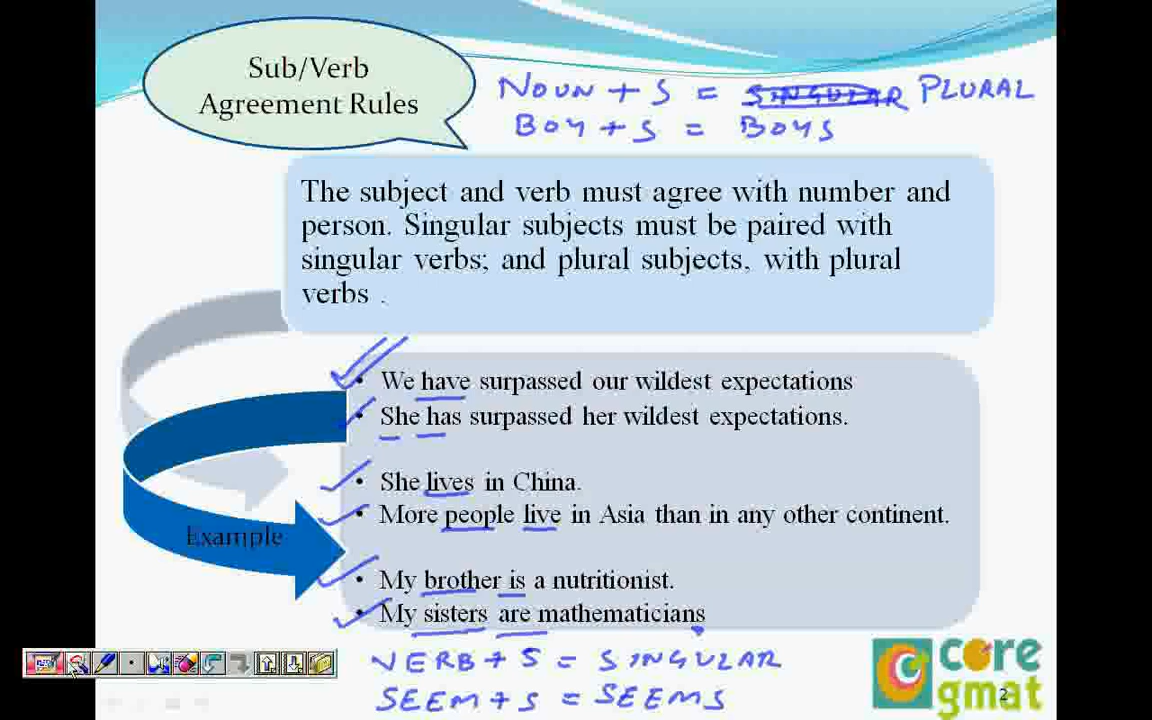 Sub/Verb
Agreement Rules
NOUN + S = SINGULAR PLURAL
BOY + S = BOYS
The subject and verb must agree with number and
person. Singular subjects must be paired with
singular verbs; and plural subjects, with plural
verbs .
• We have surpassed our wildest expectations
• She has surpassed her wildest expectations.
• She lives in China.
• More people live in Asia than in any other continent.
Example
• My brother is a nutritionist.
• My sisters are mathematicians
VERB + S = SINGULAR
SEEM + S = SEEMS
core
gmat
2